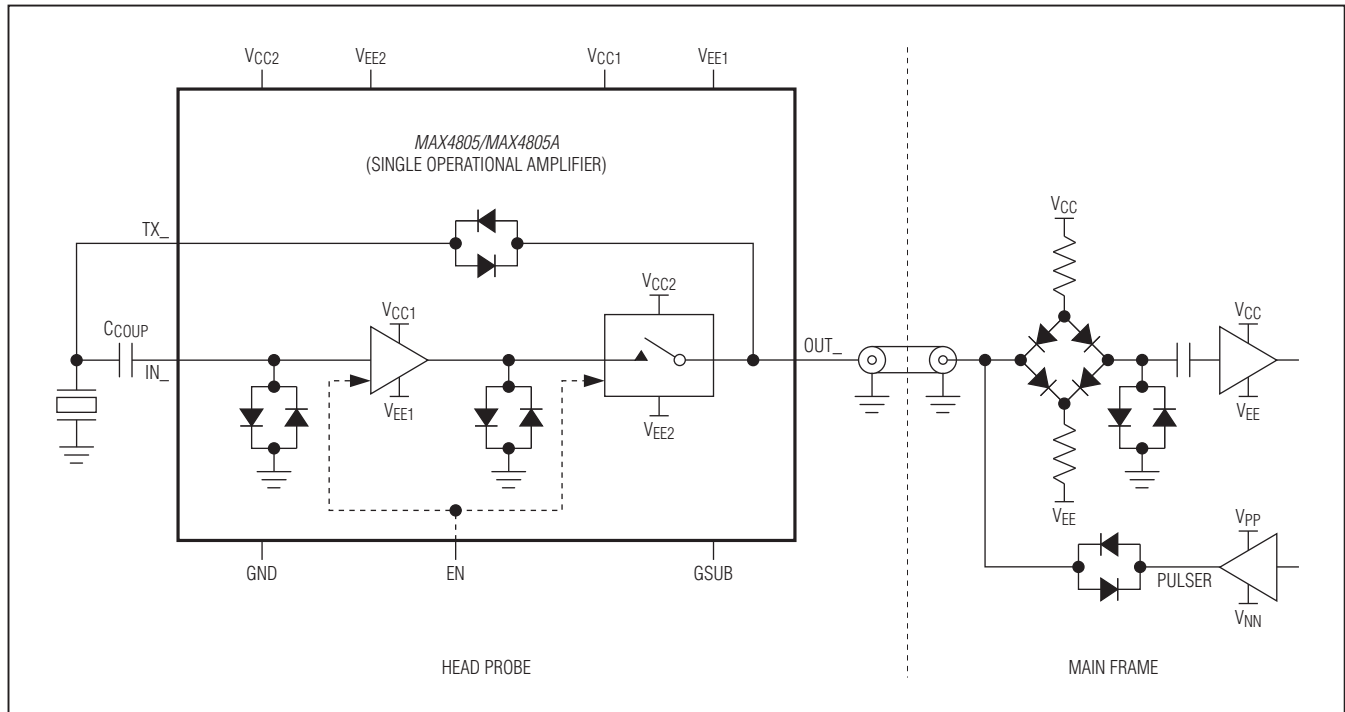 VCC2
VEE2
VCC1
VEE1
MAX4805/MAX4805A
(SINGLE OPERATIONAL AMPLIFIER)
TX_
CCOUP
IN_
VCC1
VEE1
VCC2
VEE2
OUT_
VCC
VCC
VEE
VEE
VPP
PULSER
VNN
GND
EN
GSUB
HEAD PROBE
MAIN FRAME